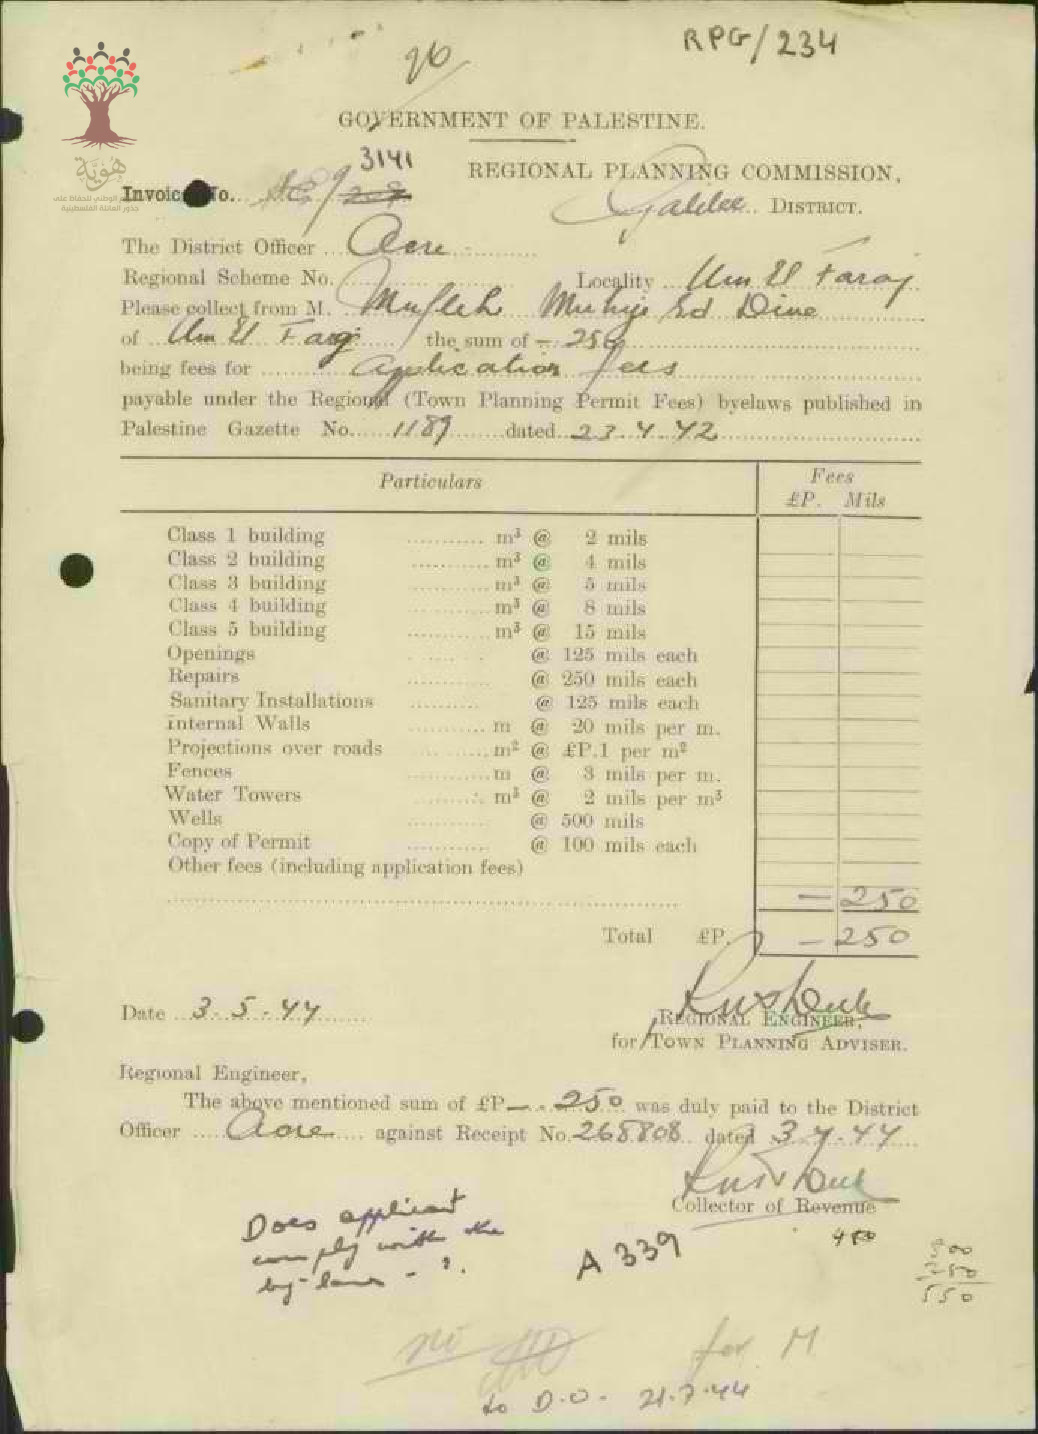 RPG/234
96
GOVERNMENT OF PALESTINE.
3141
REGIONAL PLANNING COMMISSION,
هوية
Invoice No.
Galilee DISTRICT.
The District Officer Acre
Regional Scheme No. Locality Um El Faraj
Please collect from M. Mufleh Muhyi Ed Dine
of Um El Farg the sum of - 250
being fees for Application fees
payable under the Regional (Town Planning Permit Fees) byelaws published in
Palestine Gazette No. 1189 dated 23.4.42
Particulars Fees
£P. Mils
Class 1 building m³ @ 2 mils
Class 2 building m³ @ 4 mils
Class 3 building m³ @ 5 mils
Class 4 building m³ @ 8 mils
Class 5 building m³ @ 15 mils
Openings @ 125 mils each
Repairs @ 250 mils each
Sanitary Installations @ 125 mils each
Internal Walls m @ 20 mils per m.
Projections over roads m² @ £P.1 per m²
Fences m @ 3 mils per m.
Water Towers m³ @ 2 mils per m³
Wells @ 500 mils
Copy of Permit @ 100 mils each
Other fees (including application fees)
- 250
Total £P. - 250
Date 3.5.44
REGIONAL ENGINEER,
for TOWN PLANNING ADVISER.
Regional Engineer,
The above mentioned sum of £P - 250 was duly paid to the District
Officer Acre against Receipt No. 268808 dated 3.4.44
Collector of Revenue
Does applicant
comply with the
by-laws - ?.
A 339
550
for M
to D.O. 21.7.44